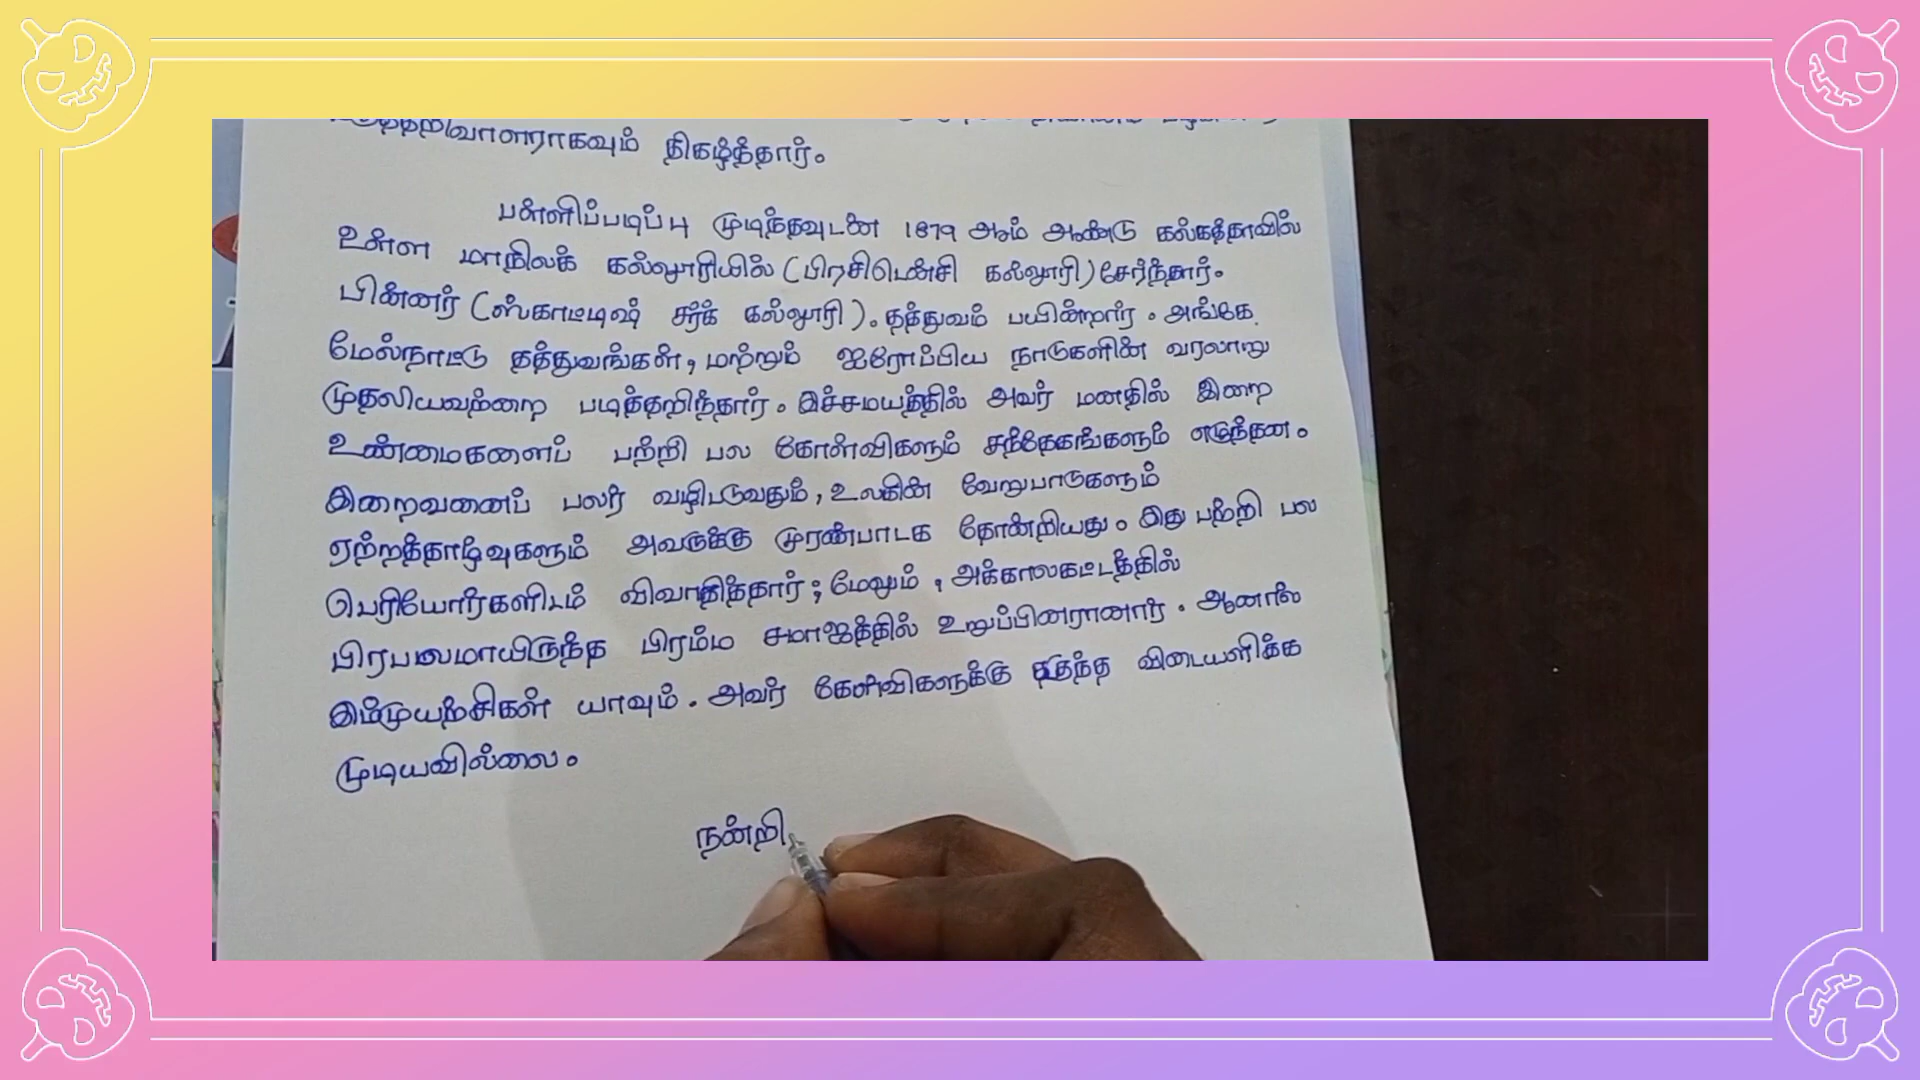 நிகழ்ந்தார்.
பள்ளிப்படிப்பு முடிந்தவுடன் 1879 ஆம் ஆண்டு கல்கத்தாவில்
உள்ள மாநிலக் கல்லூரியில் (பிரசிடென்சி கல்லூரி) சேர்ந்தார்.
பின்னர் (ஸ்காட்டிஷ் சர்ச் கல்லூரி). தத்துவம் பயின்றார். அங்கே
மேல்நாட்டு தத்துவங்கள், மற்றும் ஐரோப்பிய நாடுகளின் வரலாறு
முதலியவற்றை படித்தறிந்தார். இச்சமயத்தில் அவர் மனதில் இறை
உண்மைகளைப் பற்றி பல கேள்விகளும் சந்தேகங்களும் எழுந்தன.
இறைவனைப் பலர் வழிபடுவதும், உலகின் வேறுபாடுகளும்
ஏற்றத்தாழ்வுகளும் அவருக்கு முரண்பாடக தோன்றியது. இது பற்றி பல
பெரியோர்களிடம் விவாதித்தார்; மேலும், அக்காலகட்டத்தில்
பிரபலமாயிருந்த பிரம்ம சமாஜத்தில் உறுப்பினரானார். ஆனால்
இம்முயற்சிகள் யாவும். அவர் கேள்விகளுக்கு தகுந்த விடையளிக்க
முடியவில்லை.
நன்றி